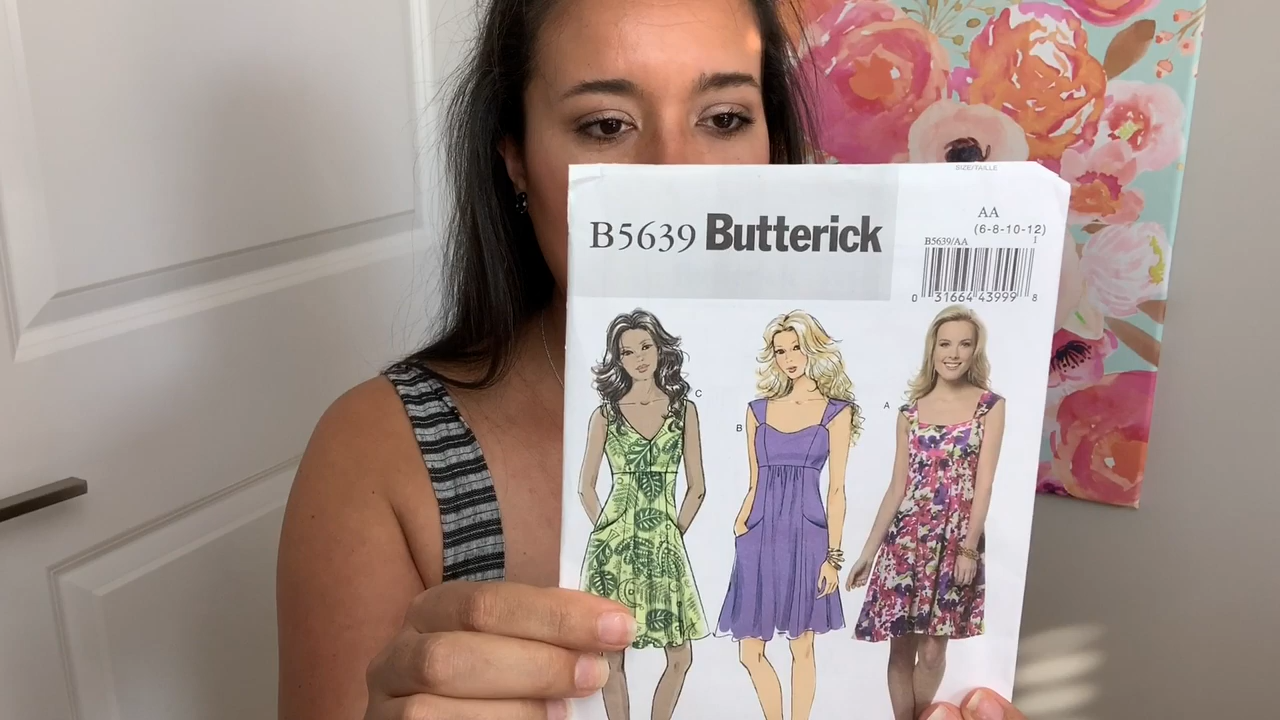 SIZE/TAILLE
B5639 Butterick
AA
(6-8-10-12)
B5639/AA 1
0 31664 43999 8
C
B
A